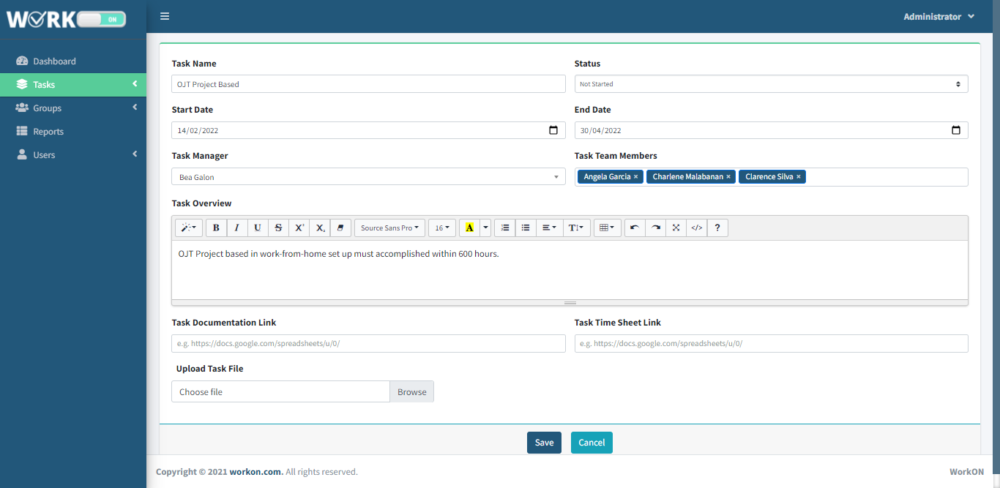 WORK ON
Administrator
Dashboard
Tasks
Groups
Reports
Users
Task Name
Status
OJT Project Based
Not Started
Start Date
End Date
14/02/2022
30/04/2022
Task Manager
Task Team Members
Bea Galon
Angela Garcia × Charlene Malabanan × Clarence Silva ×
Task Overview
B I U S X² X₂ Source Sans Pro 16 A T </> ?
OJT Project based in work-from-home set up must accomplished within 600 hours.
Task Documentation Link
Task Time Sheet Link
e.g. https://docs.google.com/spreadsheets/u/0/
e.g. https://docs.google.com/spreadsheets/u/0/
Upload Task File
Choose file Browse
Save Cancel
Copyright © 2021 workon.com. All rights reserved.
WorkON